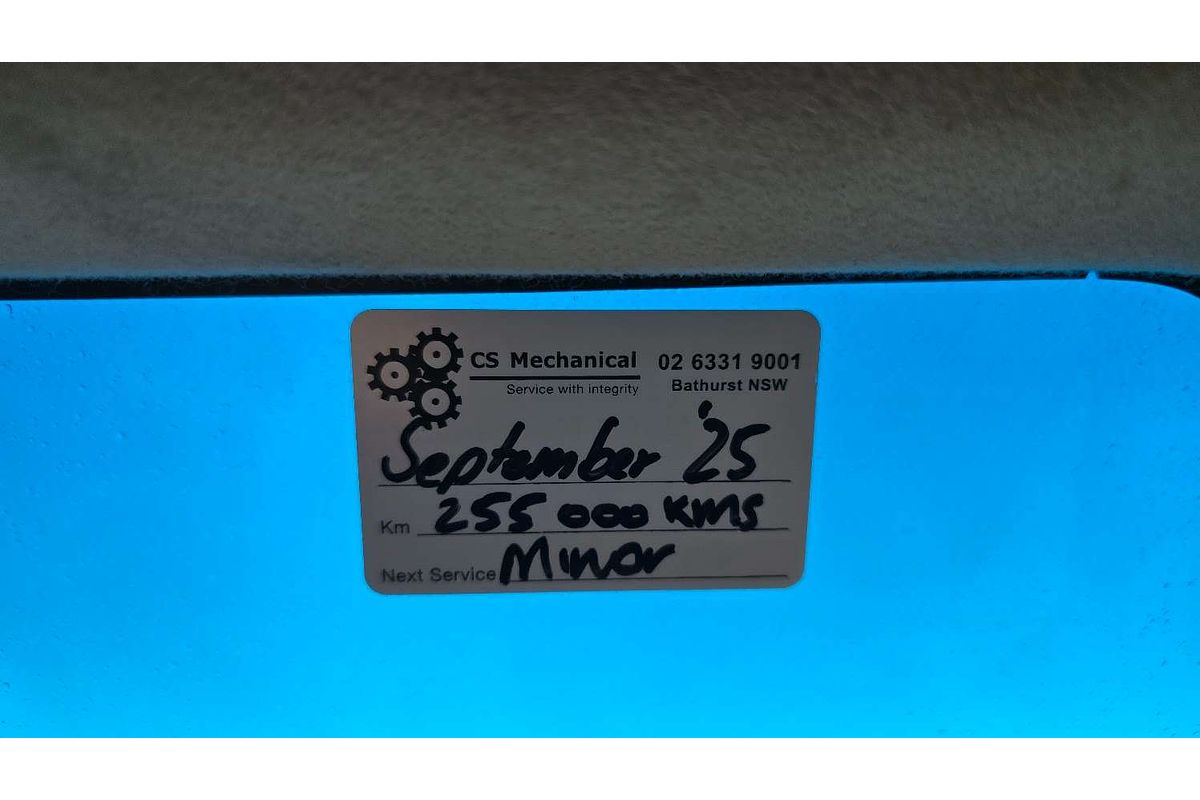 CS Mechanical 02 6331 9001
Service with integrity Bathurst NSW
September '25
Km 255 000 KMS
Next Service Minor